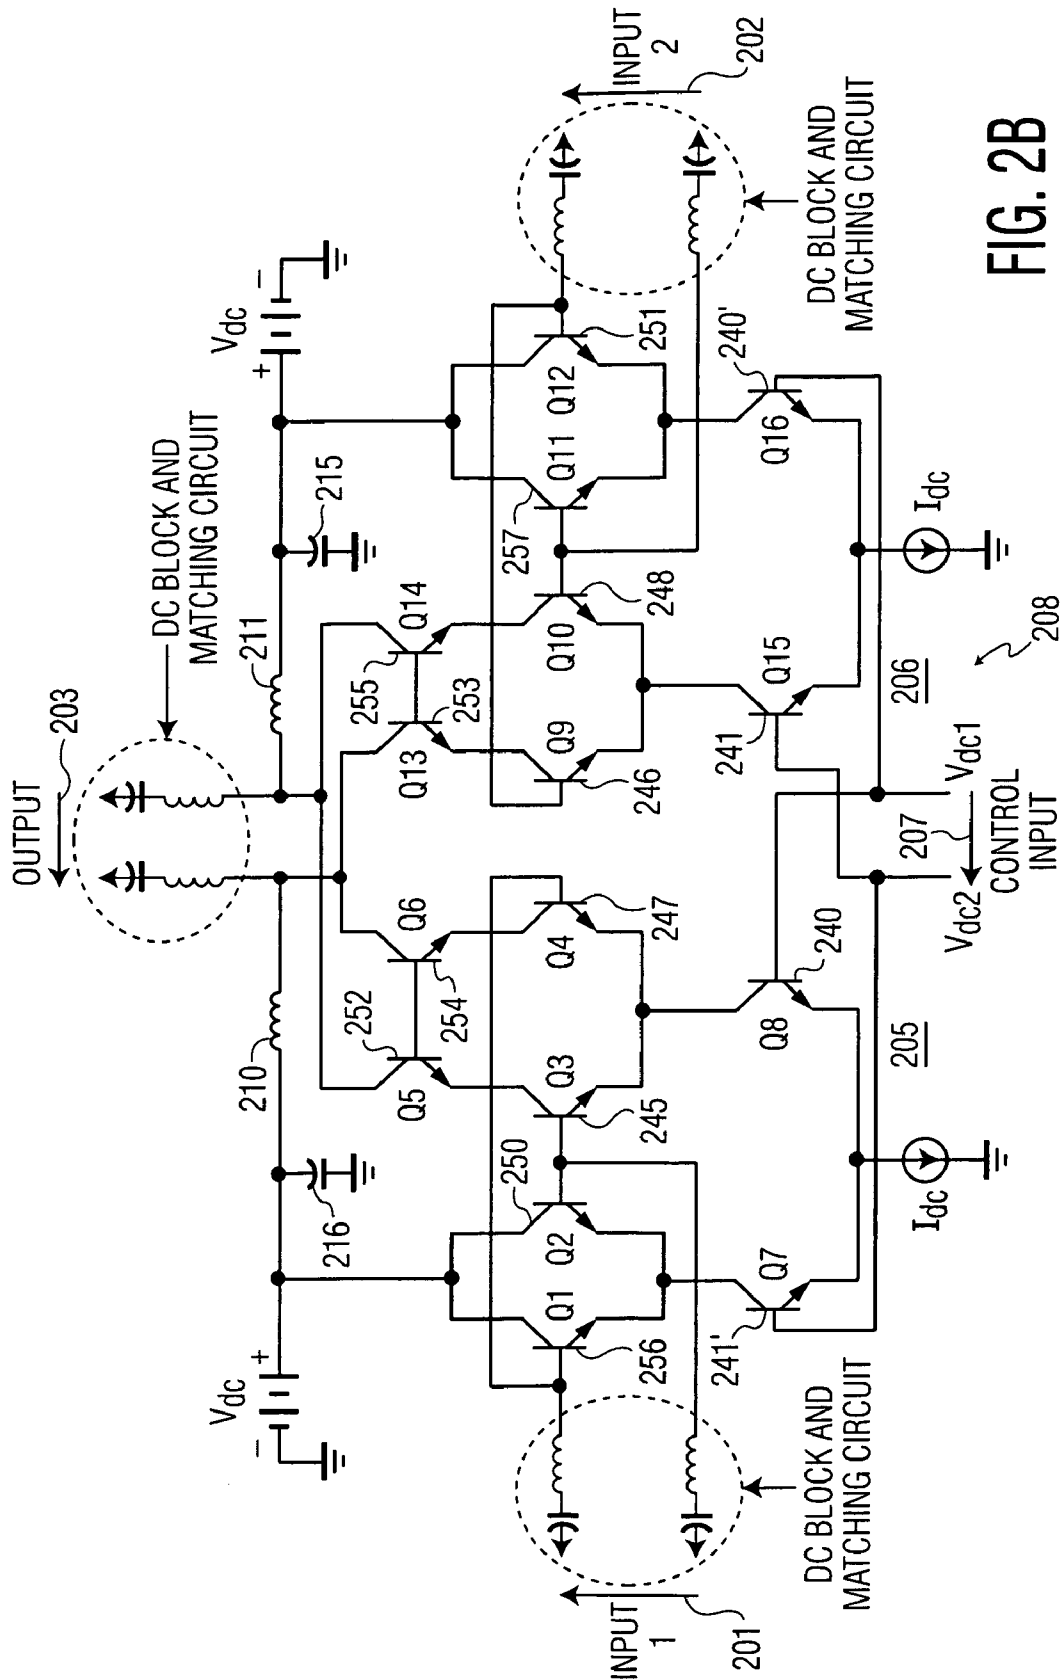 OUTPUT
203
DC BLOCK AND
MATCHING CIRCUIT
Vdc
+
−
216
210
211
215
Vdc
+
−
252
Q5
Q6
254
255
Q14
Q13
253
INPUT
1
201
256
Q1
Q2
250
Q3
245
Q4
247
Q9
246
Q10
248
257
Q11
Q12
251
INPUT
2
202
DC BLOCK AND
MATCHING CIRCUIT
DC BLOCK AND
MATCHING CIRCUIT
241'
Q7
Q8
240
241
Q15
Q16
240'
Idc
205
Vdc2
207
Vdc1
CONTROL
INPUT
206
208
Idc
FIG. 2B